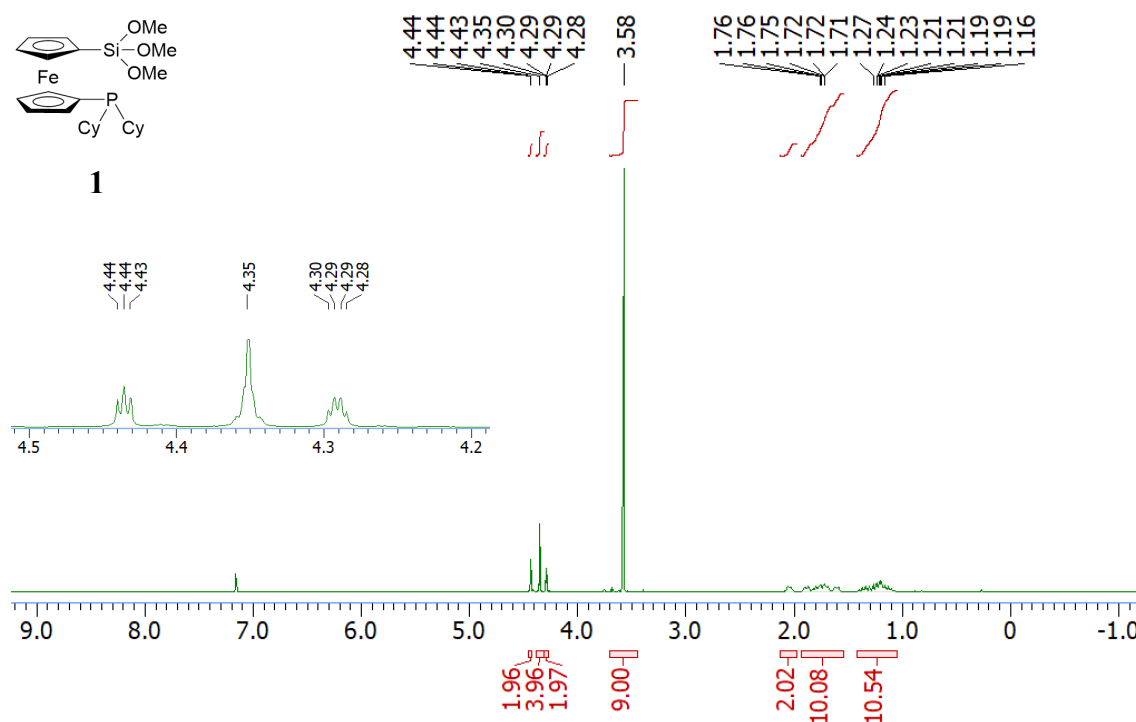 OMe
Si
OMe
OMe
Fe
P
Cy Cy
1
4.44 4.44 4.43 4.35 4.30 4.29 4.29 4.28 3.58 1.76 1.76 1.75 1.72 1.72 1.71 1.27 1.24 1.23 1.21 1.21 1.19 1.19 1.16
4.44 4.44 4.43 4.35 4.30 4.29 4.29 4.28
4.5 4.4 4.3 4.2
9.0 8.0 7.0 6.0 5.0 4.0 3.0 2.0 1.0 0 -1.0
1.96 3.96 1.97 9.00 2.02 10.08 10.54